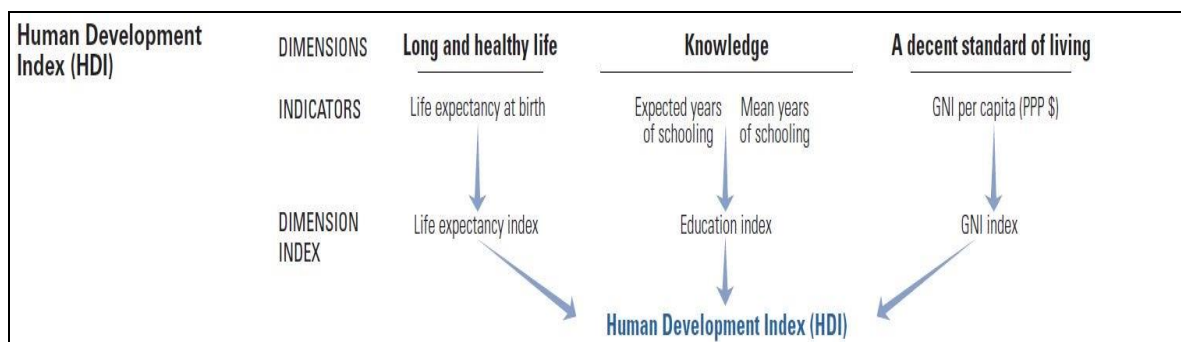 Human Development
Index (HDI)
DIMENSIONS Long and healthy life Knowledge A decent standard of living
INDICATORS Life expectancy at birth Expected years Mean years GNI per capita (PPP $)
of schooling of schooling
DIMENSION Life expectancy index Education index GNI index
INDEX
Human Development Index (HDI)